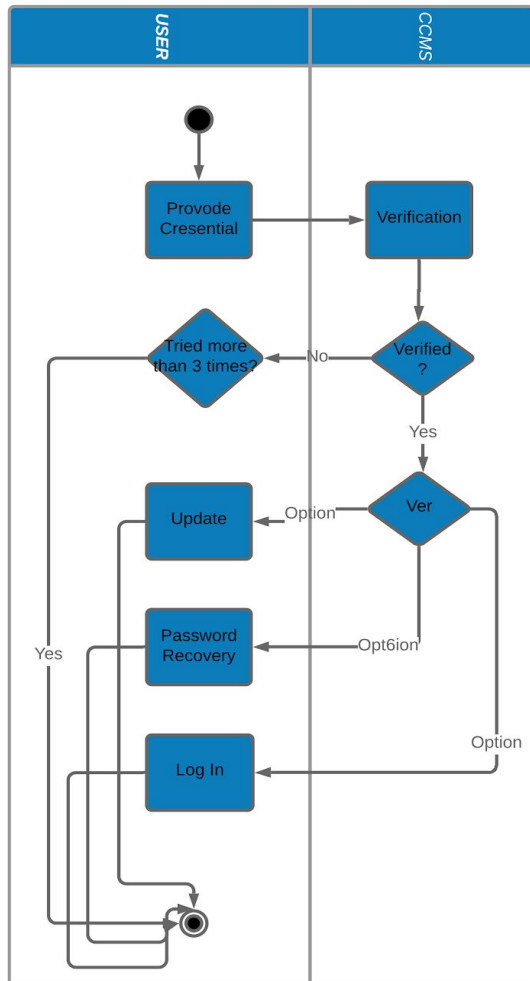 USER
CCMS
Provode
Cresential
Verification
Tried more
than 3 times?
No
Verified
?
Yes
Update
Option
Ver
Password
Recovery
Opt6ion
Yes
Log In
Option